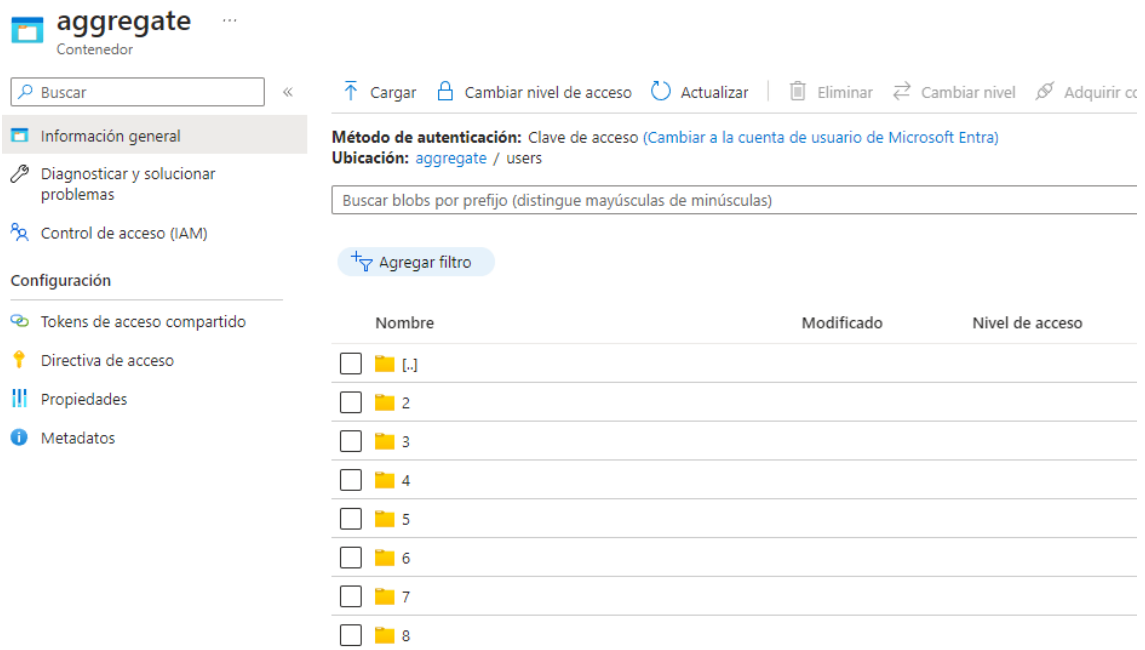 aggregate ...
Contenedor
Buscar «
Información general
Diagnosticar y solucionar
problemas
Control de acceso (IAM)
Configuración
Tokens de acceso compartido
Directiva de acceso
Propiedades
Metadatos
Cargar Cambiar nivel de acceso Actualizar Eliminar Cambiar nivel Adquirir
Método de autenticación: Clave de acceso (Cambiar a la cuenta de usuario de Microsoft Entra)
Ubicación: aggregate / users
Buscar blobs por prefijo (distingue mayúsculas de minúsculas)
Agregar filtro
Nombre Modificado Nivel de acceso
[..]
2
3
4
5
6
7
8